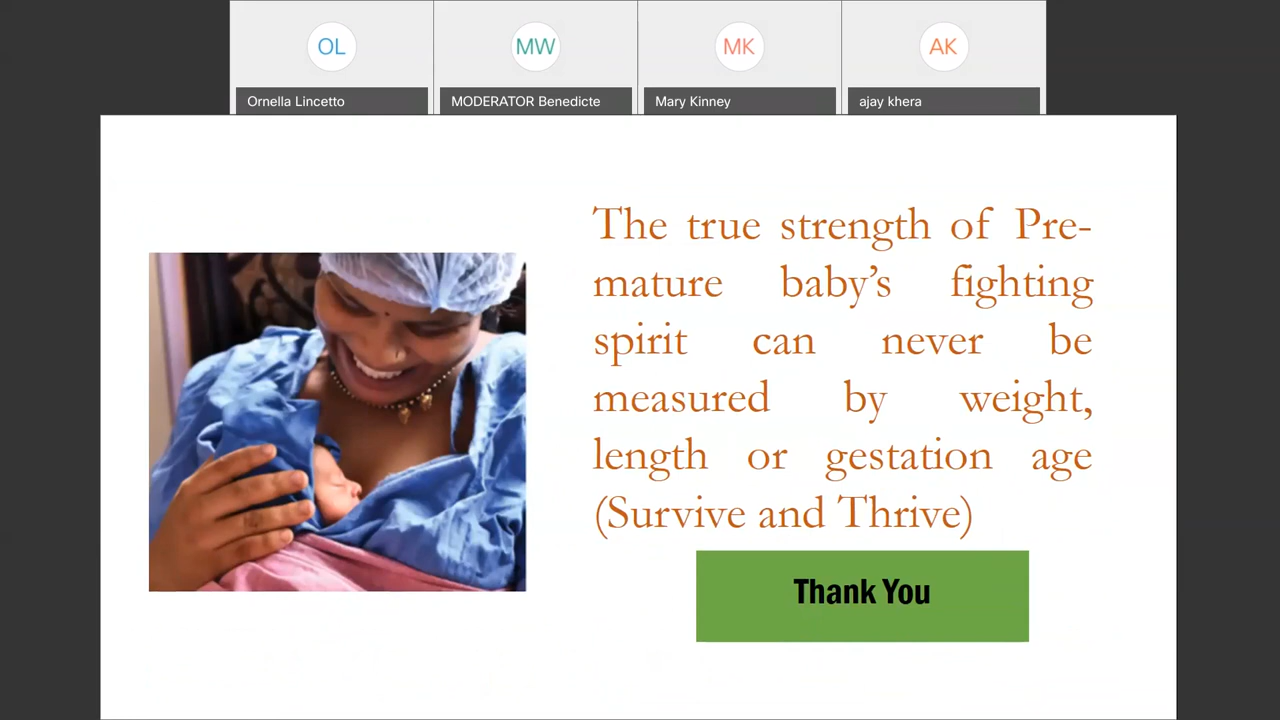 OL
MW
MK
AK
Ornella Lincetto
MODERATOR Benedicte
Mary Kinney
ajay khera
The true strength of Pre-
mature baby’s fighting
spirit can never be
measured by weight,
length or gestation age
(Survive and Thrive)
Thank You